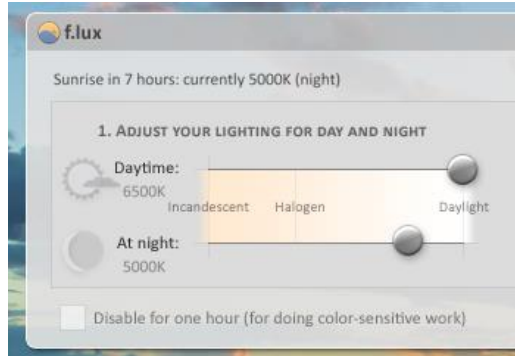 f.lux
Sunrise in 7 hours: currently 5000K (night)
1. ADJUST YOUR LIGHTING FOR DAY AND NIGHT
Daytime:
6500K
Incandescent Halogen Daylight
At night:
5000K
Disable for one hour (for doing color-sensitive work)